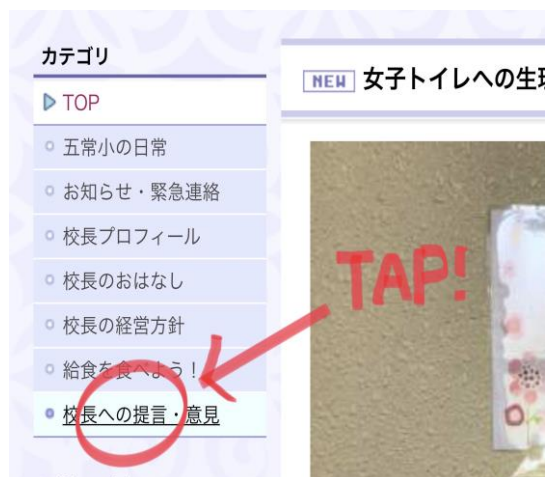 カテゴリ
TOP
五常小の日常
お知らせ・緊急連絡
校長プロフィール
校長のおはなし
校長の経営方針
給食を食べよう！
校長への提言・意見
NEW 女子トイレへの生理
TAP!